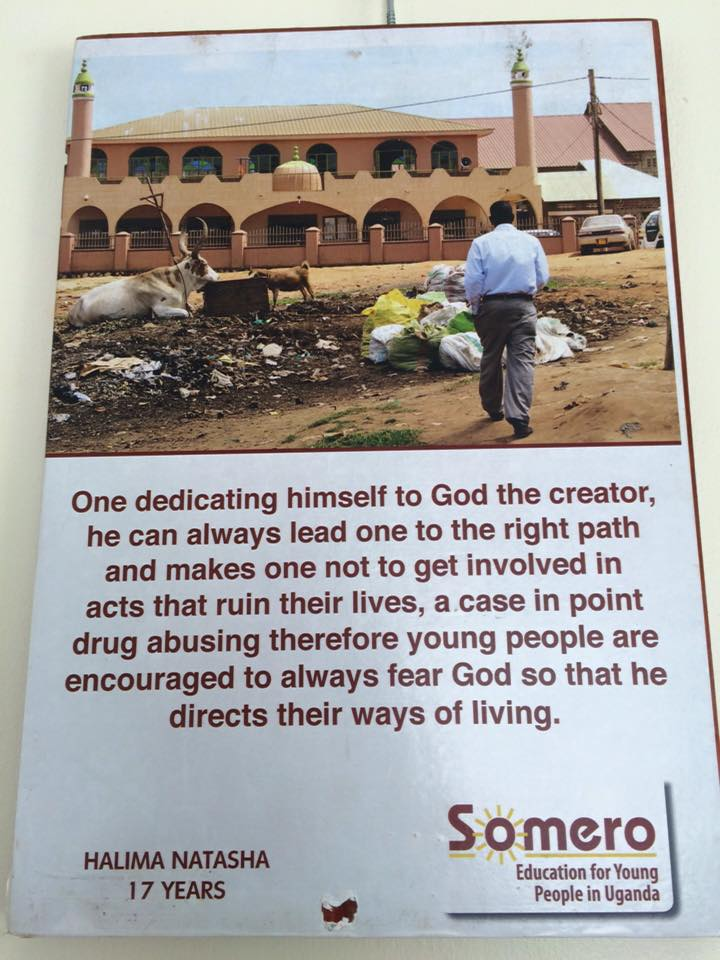 One dedicating himself to God the creator,
he can always lead one to the right path
and makes one not to get involved in
acts that ruin their lives, a case in point
drug abusing therefore young people are
encouraged to always fear God so that he
directs their ways of living.
HALIMA NATASHA
17 YEARS
Somero
Education for Young
People in Uganda